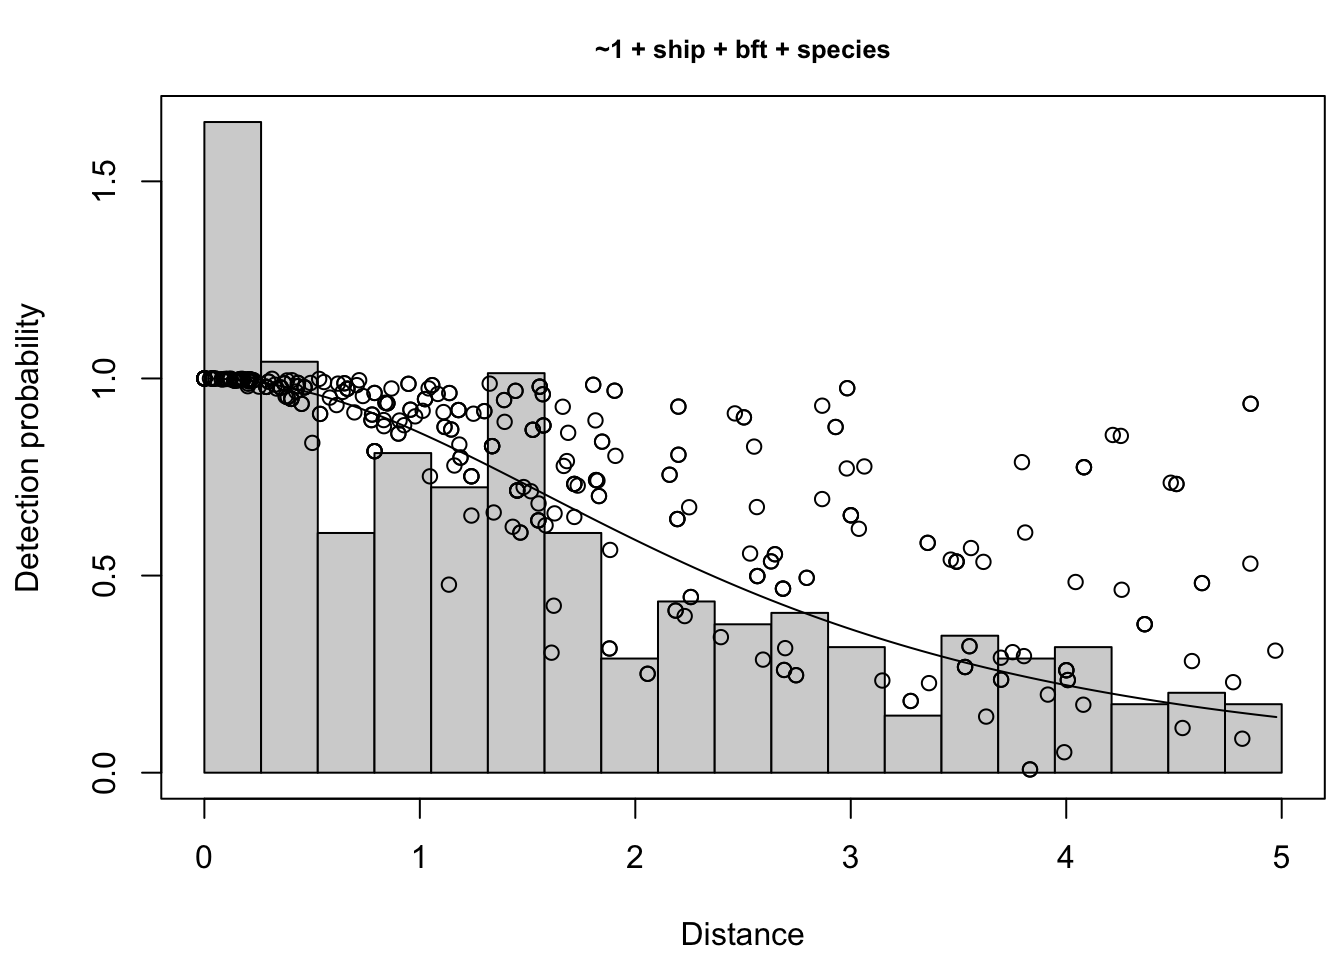 ~1 + ship + bft + species
Detection probability
1.5
1.0
0.5
0.0
0 1 2 3 4 5
Distance